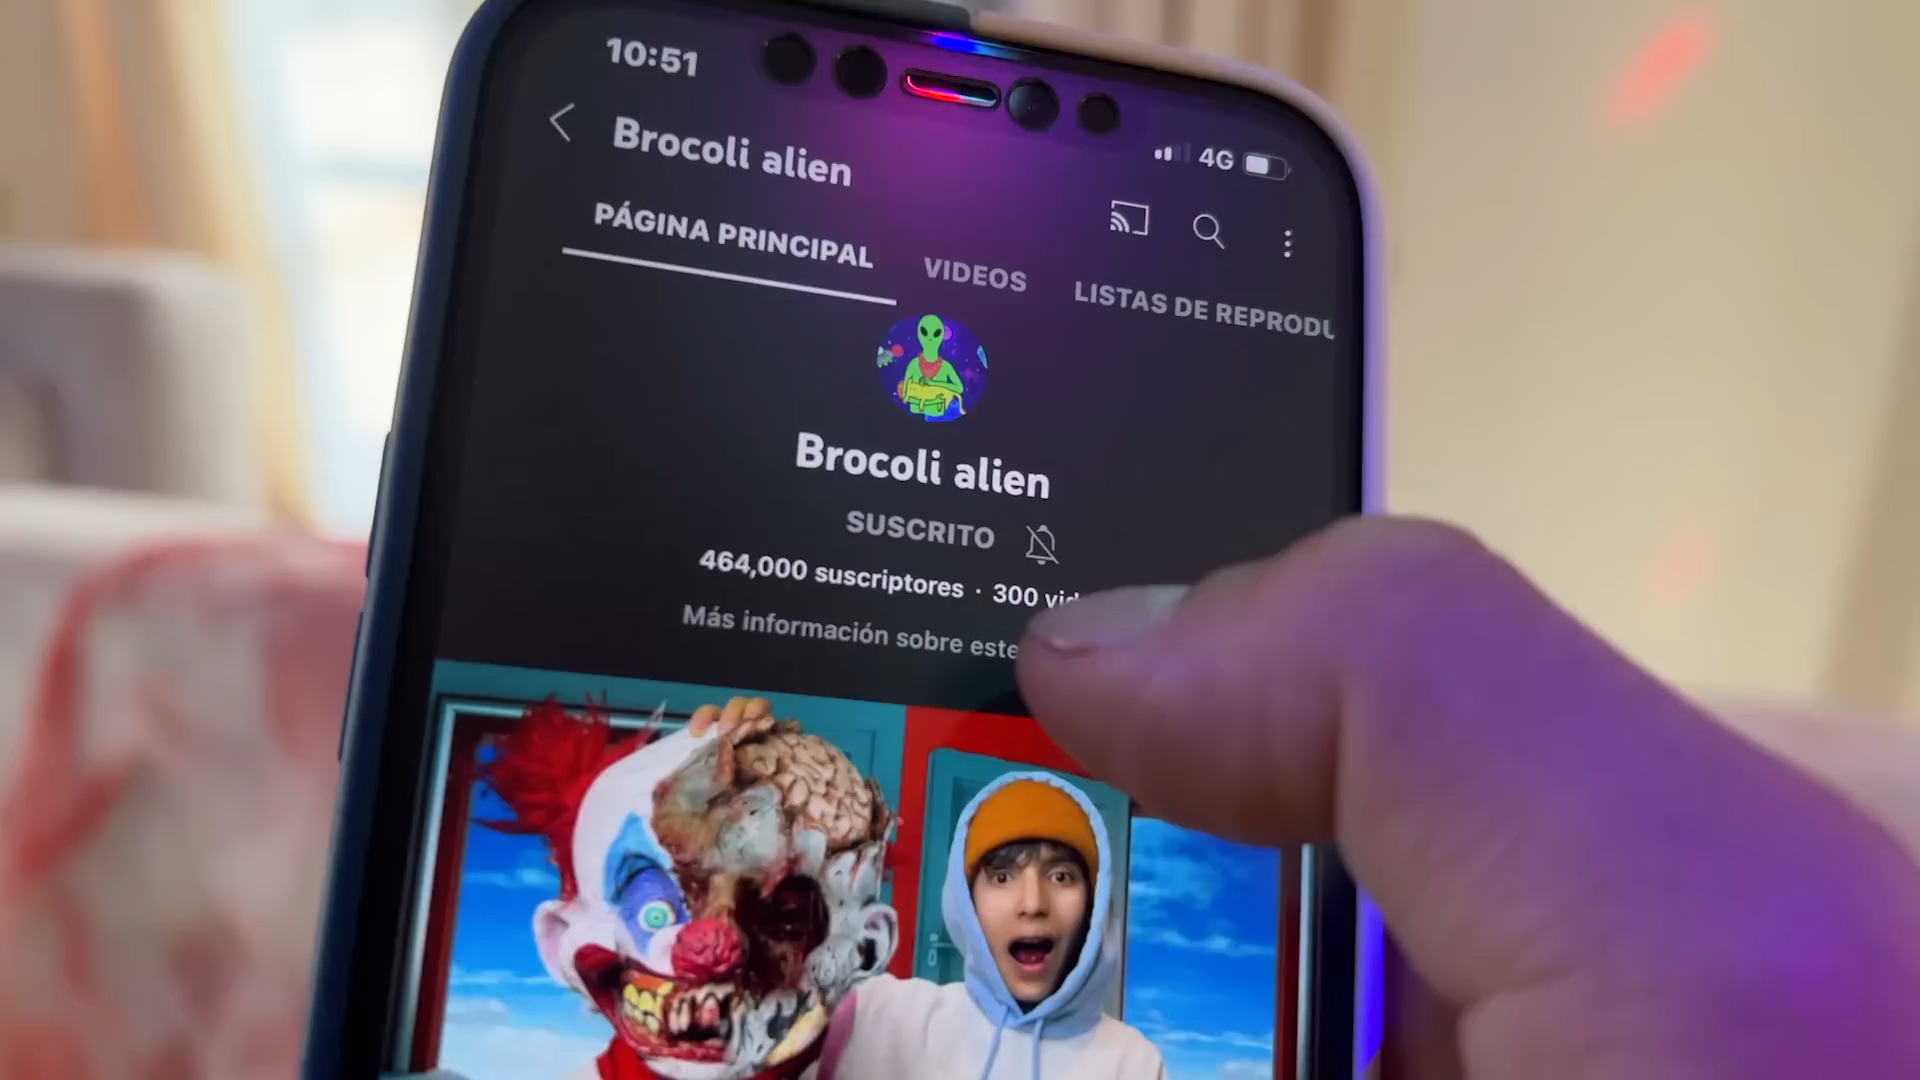 10:51
4G
Brocoli alien
PÁGINA PRINCIPAL
VIDEOS
LISTAS DE REPRODU
Brocoli alien
SUSCRITO
464,000 suscriptores · 300
Más información sobre este